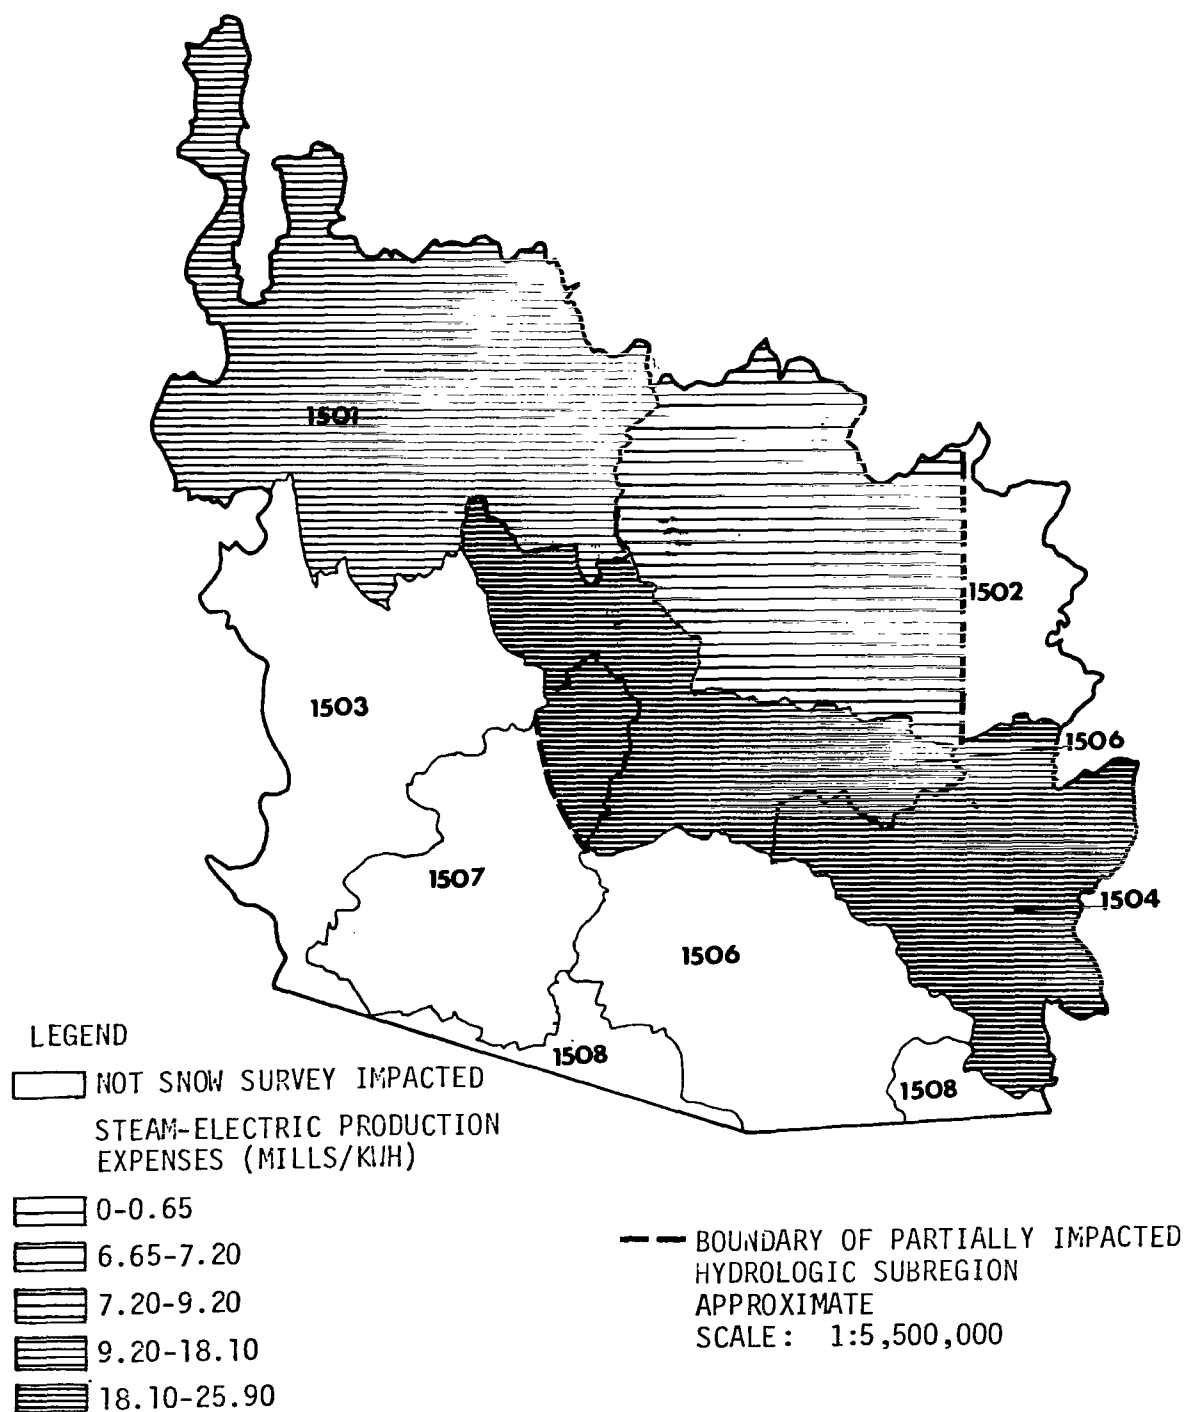 1501
1502
1503
1506
1507
1504
1506
1508
1508
LEGEND
NOT SNOW SURVEY IMPACTED
STEAM-ELECTRIC PRODUCTION
EXPENSES (MILLS/KWH)
0-0.65
6.65-7.20
7.20-9.20
9.20-18.10
18.10-25.90
BOUNDARY OF PARTIALLY IMPACTED
HYDROLOGIC SUBREGION
APPROXIMATE
SCALE: 1:5,500,000